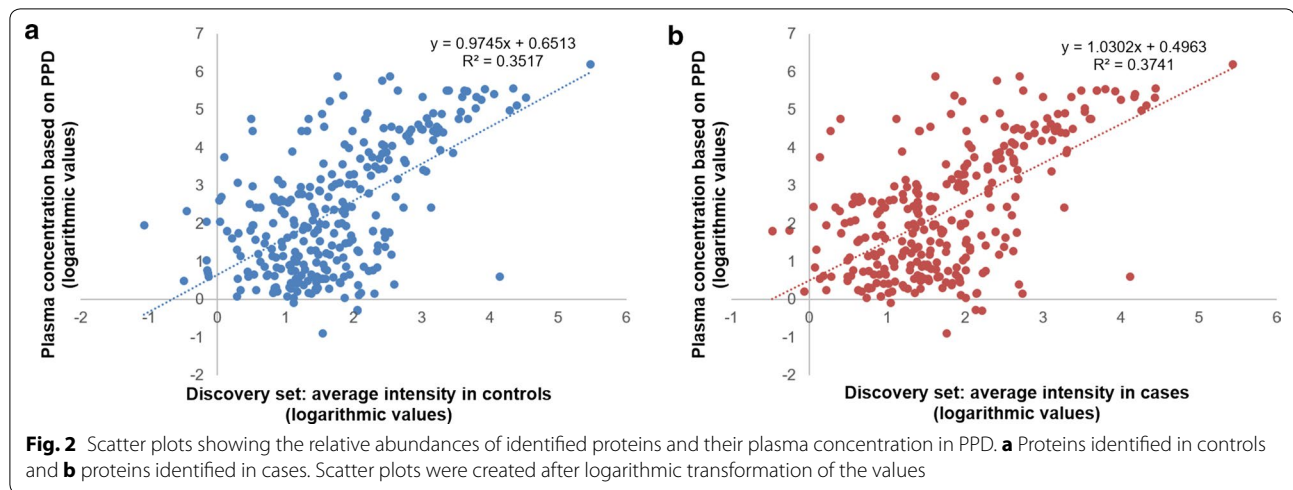 a
Plasma concentration based on PPD
(logarithmic values)
7
6
5
4
3
2
1
0
-1
-2
-2
-1
0
1
2
3
4
5
6
y = 0.9745x + 0.6513
R² = 0.3517
Discovery set: average intensity in controls
(logarithmic values)
b
Plasma concentration based on PPD
(logarithmic values)
7
6
5
4
3
2
1
0
-1
-2
-1
0
1
2
3
4
5
6
y = 1.0302x + 0.4963
R² = 0.3741
Discovery set: average intensity in cases
(logarithmic values)
Fig. 2 Scatter plots showing the relative abundances of identified proteins and their plasma concentration in PPD. a Proteins identified in controls
and b proteins identified in cases. Scatter plots were created after logarithmic transformation of the values